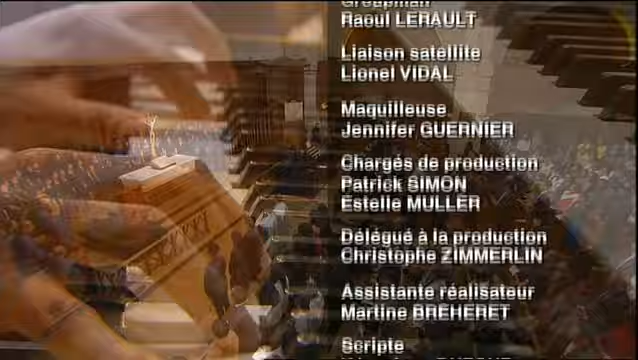 Groupman
Raoul LERAULT
Liaison satellite
Lionel VIDAL
Maquilleuse
Jennifer GUERNIER
Chargés de production
Patrick SIMON
Estelle MULLER
Délégué à la production
Christophe ZIMMERLIN
Assistante réalisateur
Martine BREHERET
Scripte